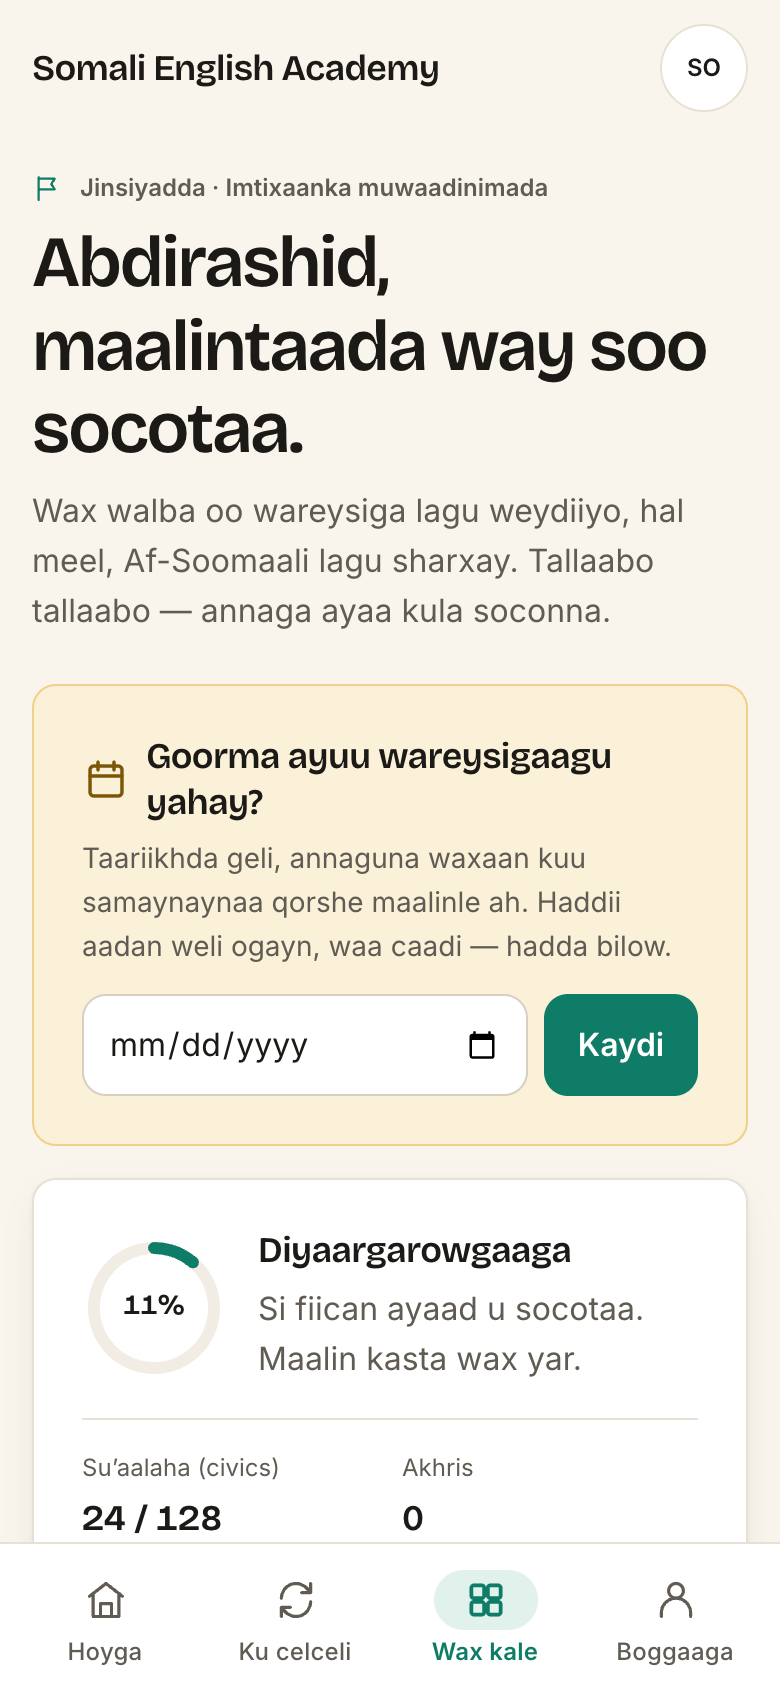 Somali English Academy
SO
Jinsiyadda · Imtixaanka muwaadinimada
Abdirashid,
maalintaada way soo
socotaa.
Wax walba oo wareysiga lagu weydiiyo, hal
meel, Af-Soomaali lagu sharxay. Tallaabo
tallaabo — annaga ayaa kula soconna.
Goorma ayuu wareysigaagu
yahay?
Taariikhda geli, annaguna waxaan kuu
samaynaynaa qorshe maalinle ah. Haddii
aadan weli ogayn, waa caadi — hadda bilow.
mm/dd/yyyy
Kaydi
11%
Diyaargarowgaaga
Si fiican ayaad u socotaa.
Maalin kasta wax yar.
Su’aalaha (civics)
Akhris
24 / 128
0
Hoyga
Ku celceli
Wax kale
Boggaaga